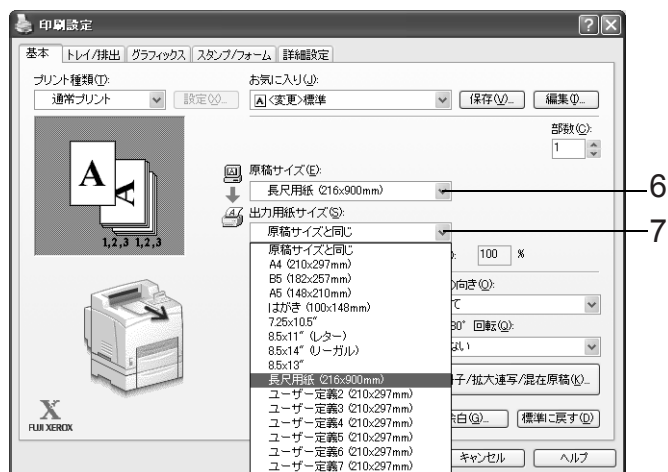 印刷設定
基本 トレイ/排出 グラフィックス スタンプ/フォーム 詳細設定
プリント種類(T):
通常プリント
設定(X)...
お気に入り(J):
A <変更>標準
保存(V)...
編集(I)...
部数(C):
1
A A
1,2,3 1,2,3
原稿サイズ(E):
長尺用紙 (216x900mm)
6
出力用紙サイズ(S):
原稿サイズと同じ
7
原稿サイズと同じ
A4 (210x297mm)
B5 (182x257mm)
A5 (148x210mm)
はがき (100x148mm)
7.25x10.5"
8.5x11" (レター)
8.5x14" (リーガル)
8.5x13"
長尺用紙 (216x900mm)
ユーザー定義2 (210x297mm)
ユーザー定義3 (210x297mm)
ユーザー定義4 (210x297mm)
ユーザー定義5 (210x297mm)
ユーザー定義6 (210x297mm)
ユーザー定義7 (210x297mm)
100 %
向き(O):
て
80° 回転(Q):
ない
子/拡大連写/混在原稿(K)...
余白(G)...
標準に戻す(D)
キャンセル
ヘルプ
X
FUJI XEROX